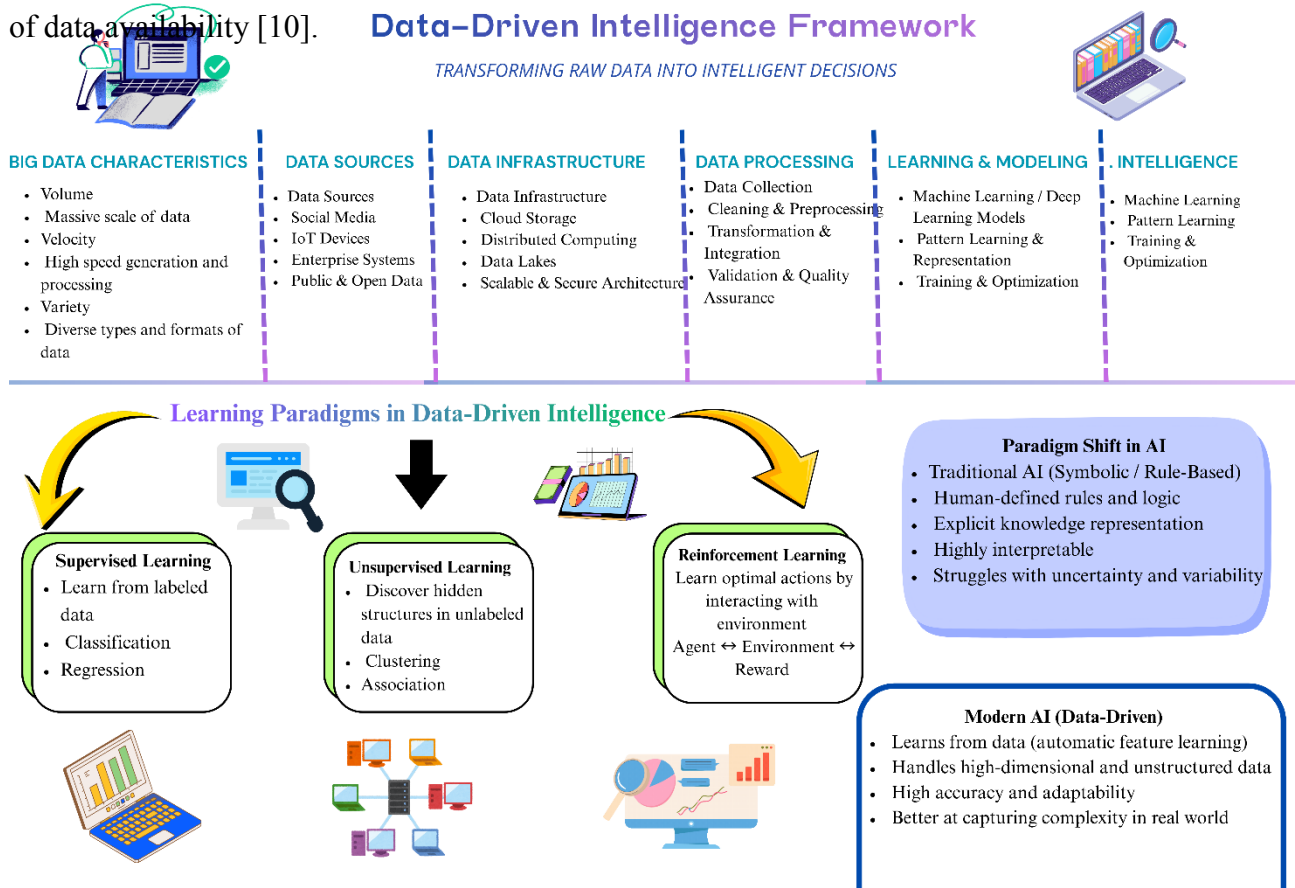 of data availability [10].
Data-Driven Intelligence Framework
TRANSFORMING RAW DATA INTO INTELLIGENT DECISIONS
BIG DATA CHARACTERISTICS
• Volume
• Massive scale of data
• Velocity
• High speed generation and
processing
• Variety
• Diverse types and formats of
data
DATA SOURCES
• Data Sources
• Social Media
• IoT Devices
• Enterprise Systems
• Public & Open Data
DATA INFRASTRUCTURE
• Data Infrastructure
• Cloud Storage
• Distributed Computing
• Data Lakes
• Scalable & Secure Architecture
DATA PROCESSING
• Data Collection
• Cleaning & Preprocessing
• Transformation &
Integration
• Validation & Quality
Assurance
LEARNING & MODELING
• Machine Learning / Deep
Learning Models
• Pattern Learning &
Representation
• Training & Optimization
. INTELLIGENCE
• Machine Learning
• Pattern Learning
• Training &
Optimization
Learning Paradigms in Data-Driven Intelligence
Supervised Learning
• Learn from labeled
data
• Classification
• Regression
Unsupervised Learning
• Discover hidden
structures in unlabeled
data
• Clustering
• Association
Reinforcement Learning
Learn optimal actions by
interacting with
environment
Agent ↔ Environment ↔
Reward
Paradigm Shift in AI
• Traditional AI (Symbolic / Rule-Based)
• Human-defined rules and logic
• Explicit knowledge representation
• Highly interpretable
• Struggles with uncertainty and variability
Modern AI (Data-Driven)
• Learns from data (automatic feature learning)
• Handles high-dimensional and unstructured data
• High accuracy and adaptability
• Better at capturing complexity in real world